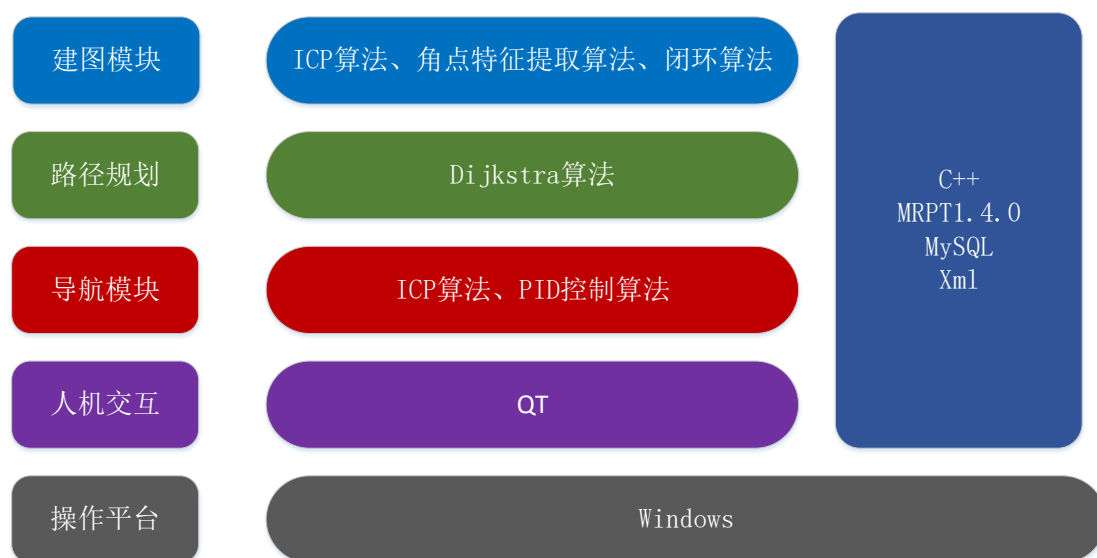 建图模块
ICP算法、角点特征提取算法、闭环算法
路径规划
Dijkstra算法
导航模块
ICP算法、PID控制算法
人机交互
QT
C++
MRPT1.4.0
MySQL
Xml
操作平台
Windows